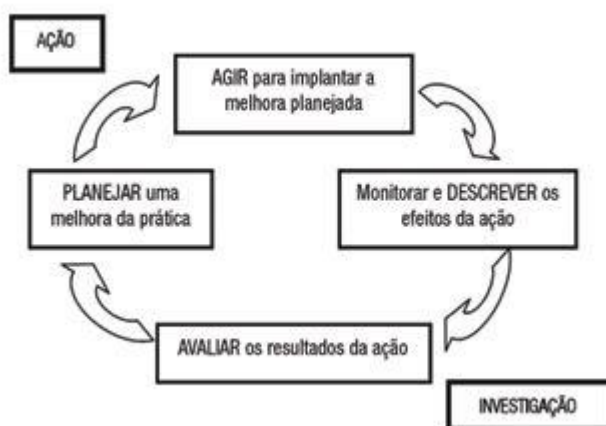 AÇÃO
AGIR para implantar a
melhora planejada
PLANEJAR uma
melhora da prática
Monitorar e DESCREVER os
efeitos da ação
AVALIAR os resultados da ação
INVESTIGAÇÃO